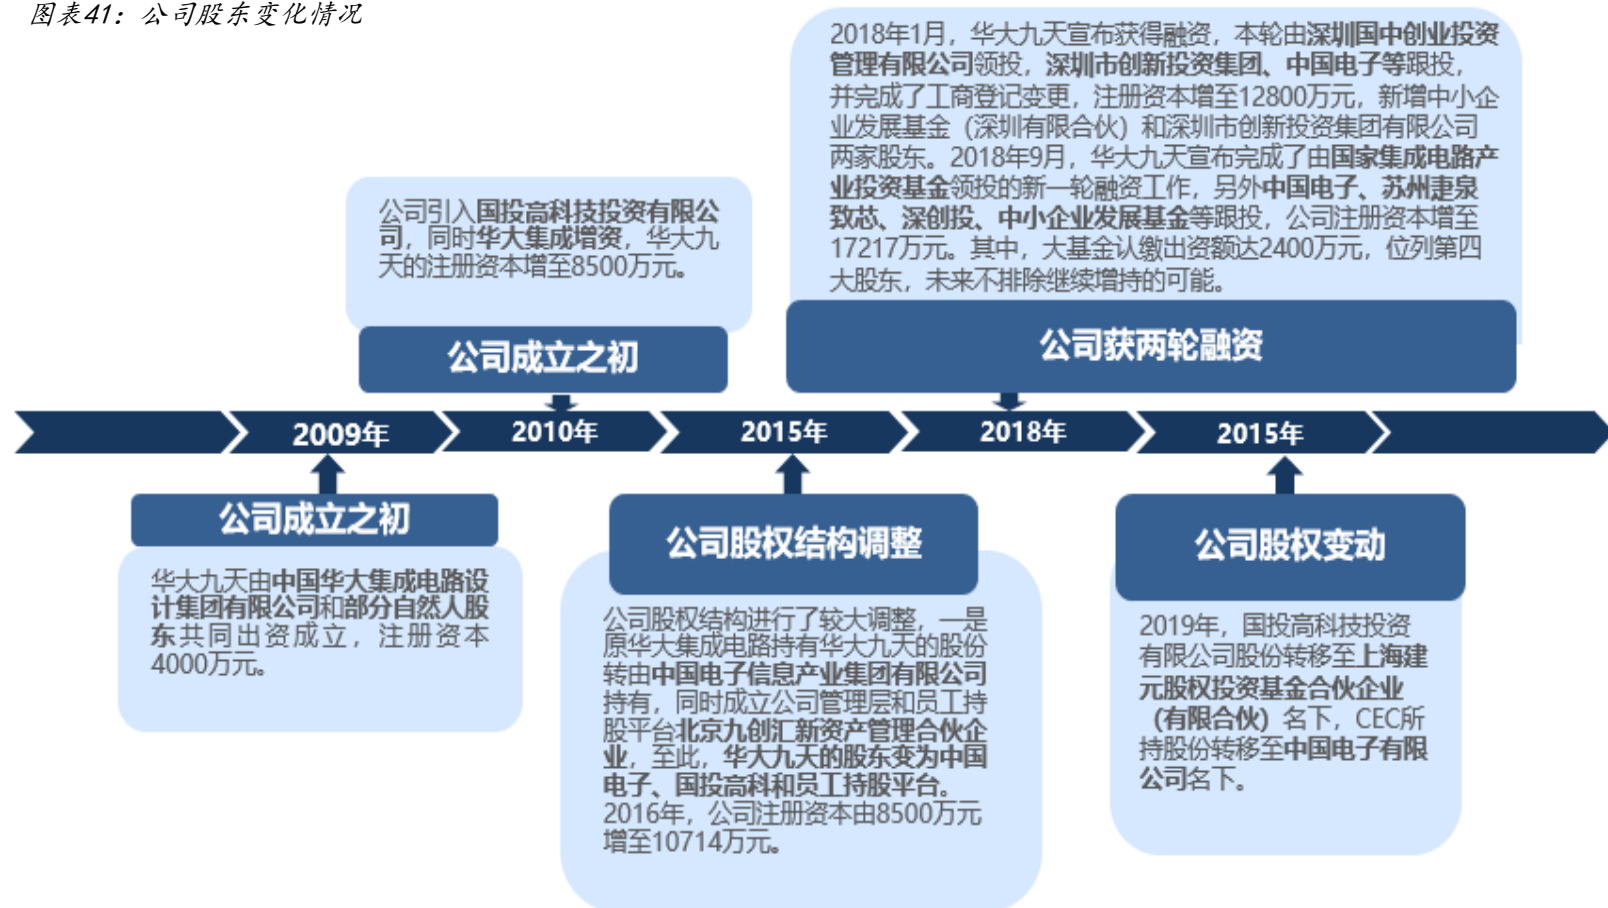 图表41：公司股东变化情况
2018年1月，华大九天宣布获得融资，本轮由深圳国中创业投资
管理有限公司领投，深圳市创新投资集团、中国电子等跟投，
并完成了工商登记变更，注册资本增至12800万元，新增中小企
业发展基金（深圳有限合伙）和深圳市创新投资集团有限公司
两家股东。2018年9月，华大九天宣布完成了由国家集成电路产
业投资基金领投的新一轮融资工作，另外中国电子、苏州疌泉
致芯、深创投、中小企业发展基金等跟投，公司注册资本增至
17217万元。其中，大基金认缴出资额达2400万元，位列第四
大股东，未来不排除继续增持的可能。
公司引入国投高科技投资有限公
司，同时华大集成增资，华大九
天的注册资本增至8500万元。
公司成立之初
公司获两轮融资
2009年
2010年
2015年
2018年
2015年
公司成立之初
华大九天由中国华大集成电路设
计集团有限公司和部分自然人股
东共同出资成立，注册资本
4000万元。
公司股权结构调整
公司股权结构进行了较大调整，一是
原华大集成电路持有华大九天的股份
转由中国电子信息产业集团有限公司
持有，同时成立公司管理层和员工持
股平台北京九创汇新资产管理合伙企
业，至此，华大九天的股东变为中国
电子、国投高科和员工持股平台。
2016年，公司注册资本由8500万元
增至10714万元。
公司股权变动
2019年，国投高科技投资
有限公司股份转移至上海建
元股权投资基金合伙企业
（有限合伙）名下，CEC所
持股份转移至中国电子有限
公司名下。